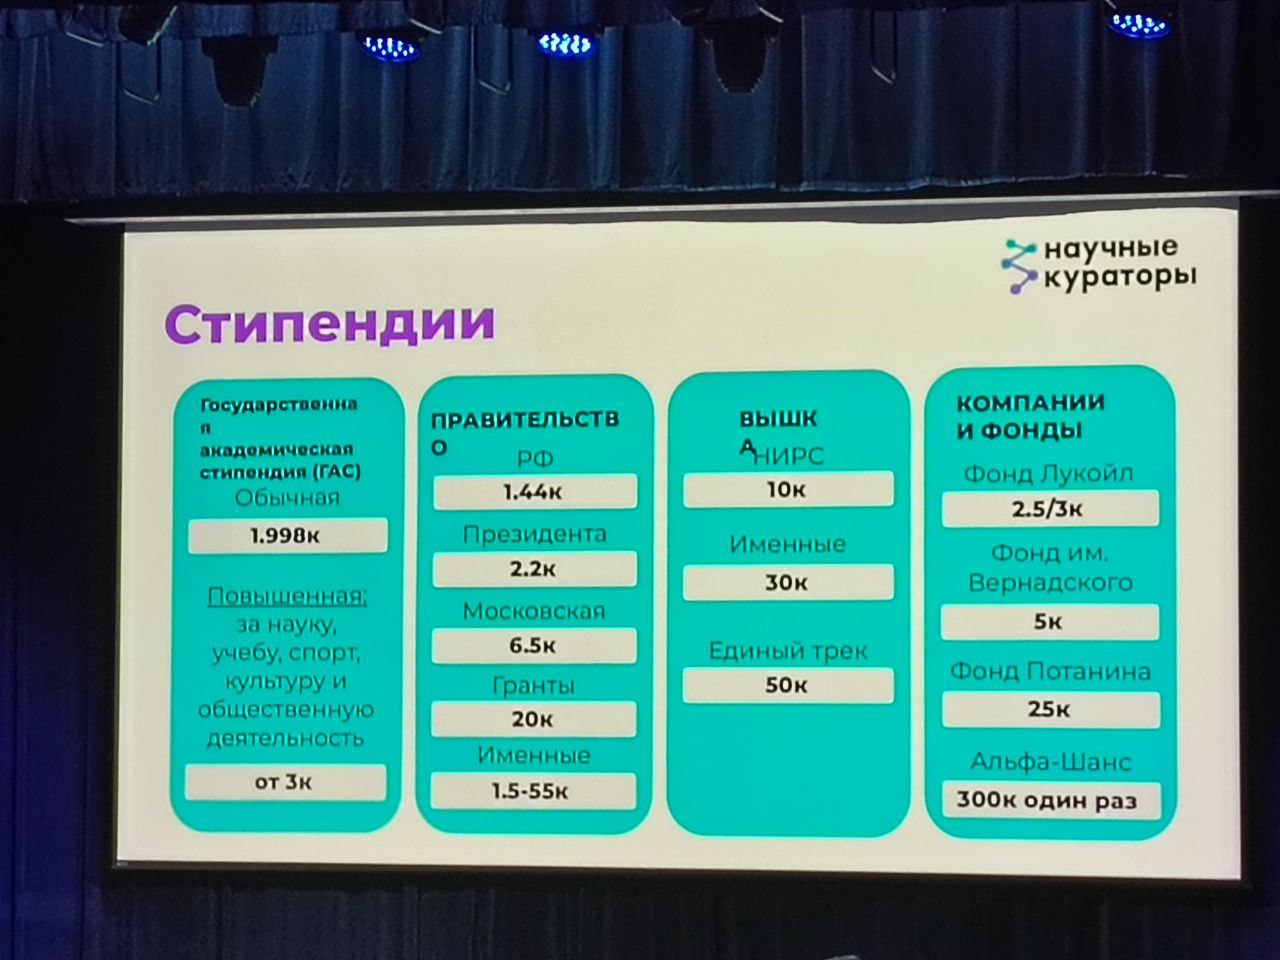 научные
кураторы
Стипендии
Государственна
я
академическая
стипендия (ГАС)
Обычная
1.998к
Повышенная:
за науку,
учебу, спорт,
культуру и
общественную
деятельность
от 3к
ПРАВИТЕЛЬСТВ
О
РФ
1.44к
Президента
2.2к
Московская
6.5к
Гранты
20к
Именные
1.5-55к
ВЫШК
А
НИРС
10к
Именные
30к
Единый трек
50к
КОМПАНИИ
И ФОНДЫ
Фонд Лукойл
2.5/3к
Фонд им.
Вернадского
5к
Фонд Потанина
25к
Альфа-Шанс
300к один раз